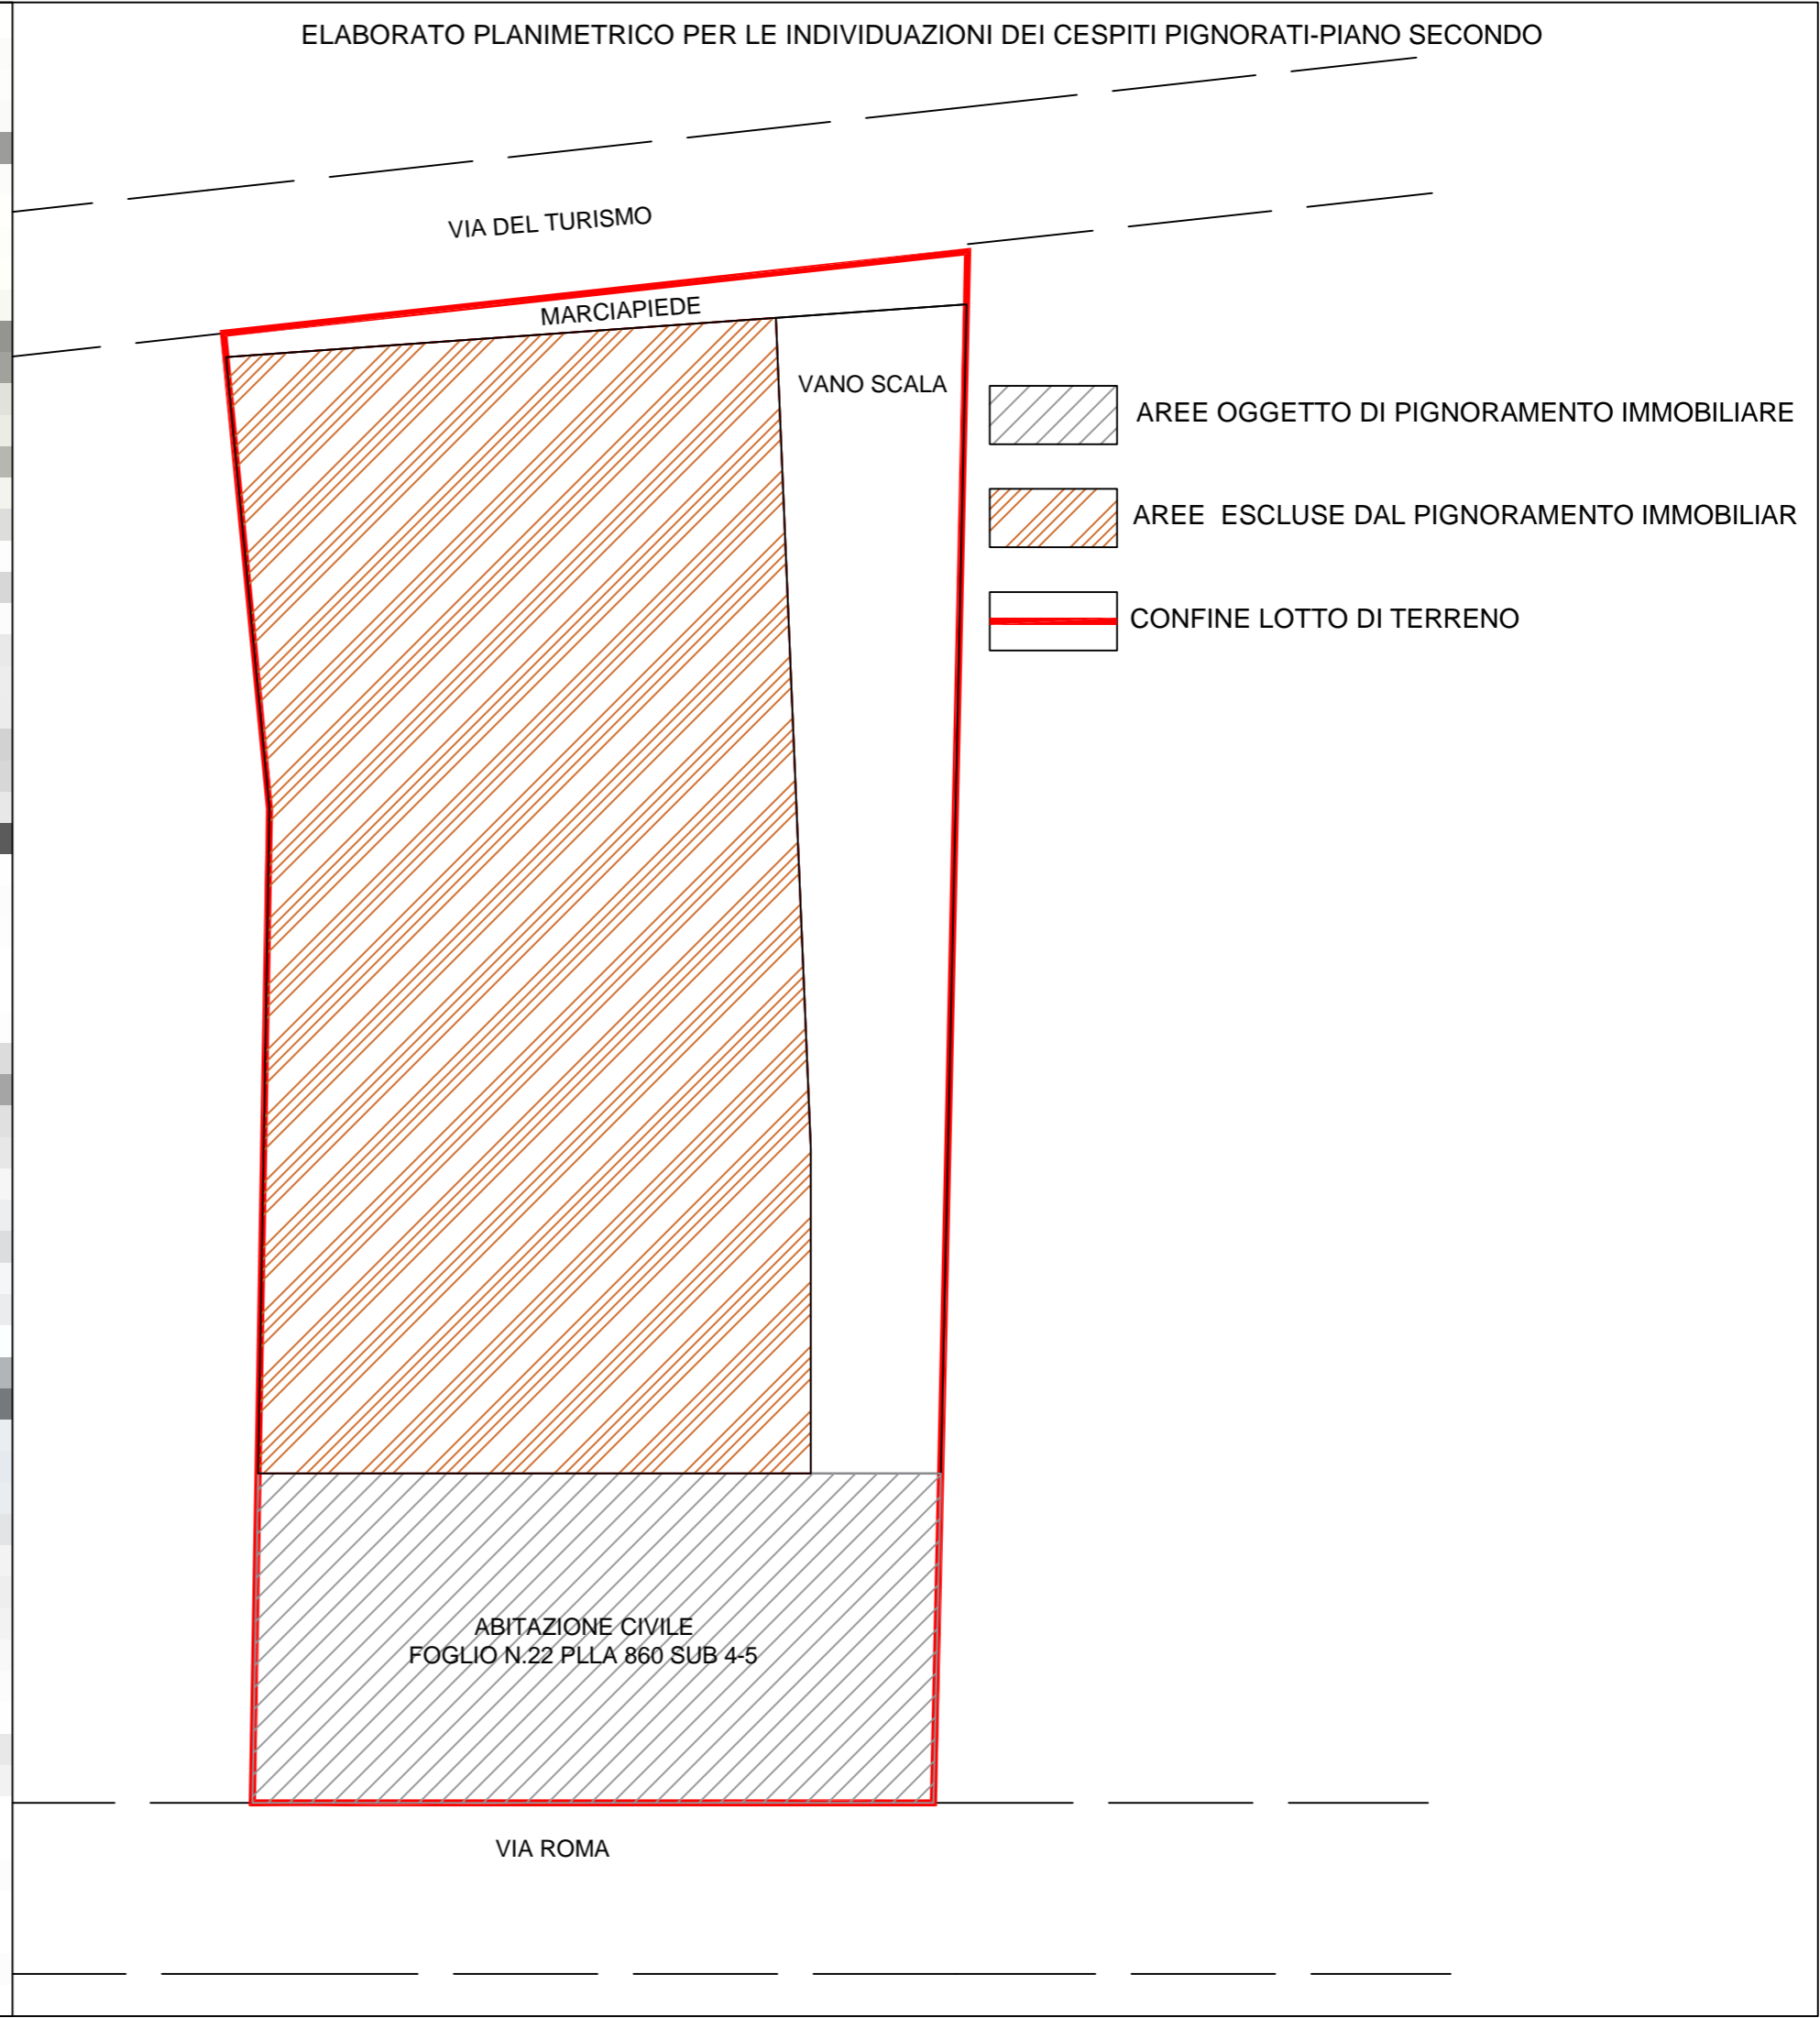 ELABORATO PLANIMETRICO PER LE INDIVIDUAZIONI DEI CESPITI PIGNORATI-PIANO SECONDO
VIA DEL TURISMO
MARCIAPIEDE
VANO SCALA
AREE OGGETTO DI PIGNORAMENTO IMMOBILIARE
AREE ESCLUSE DAL PIGNORAMENTO IMMOBILIAR
CONFINE LOTTO DI TERRENO
ABITAZIONE CIVILE
FOGLIO N.22 PLLA 860 SUB 4-5
VIA ROMA